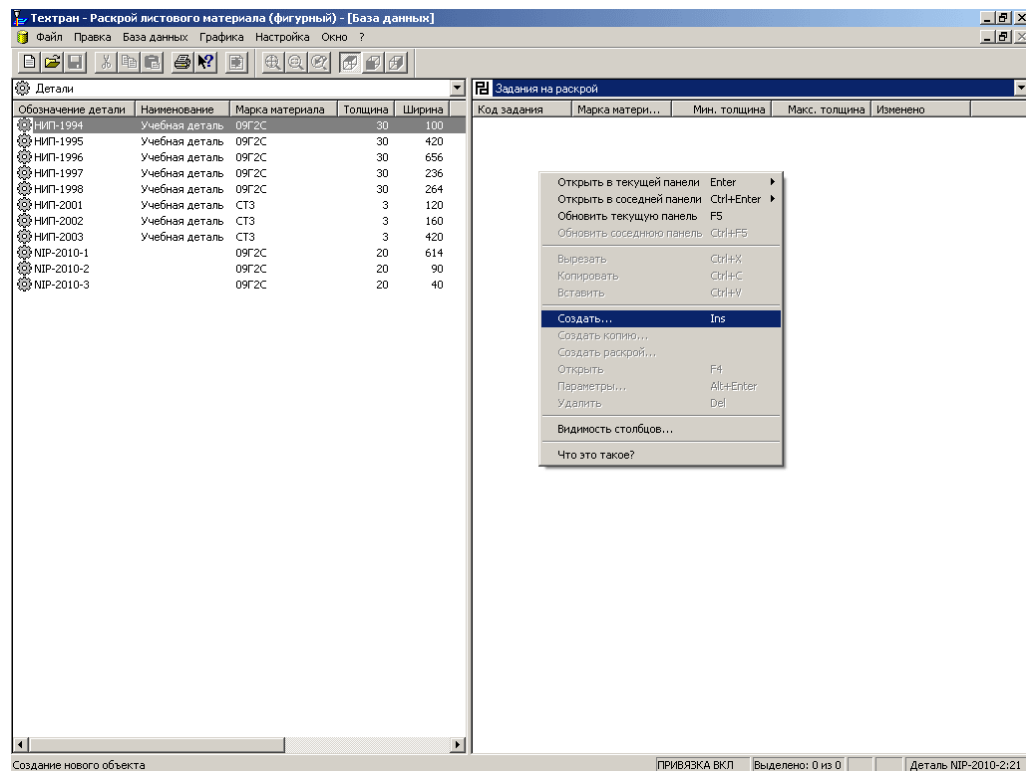 Техтран - Раскрой листового материала (фигурный) - [База данных]
Файл Правка База данных Графика Настройка Окно ?
Детали
Задания на раскрой
Обозначение детали Наименование Марка материала Толщина Ширина
Код задания Марка матери... Мин. толщина Макс. толщина Изменено
НИП-1994 Учебная деталь 09Г2С 30 100
НИП-1995 Учебная деталь 09Г2С 30 420
НИП-1996 Учебная деталь 09Г2С 30 656
НИП-1997 Учебная деталь 09Г2С 30 236
НИП-1998 Учебная деталь 09Г2С 30 264
НИП-2001 Учебная деталь СТ3 3 120
НИП-2002 Учебная деталь СТ3 3 160
НИП-2003 Учебная деталь СТ3 3 420
NIP-2010-1 09Г2С 20 614
NIP-2010-2 09Г2С 20 90
NIP-2010-3 09Г2С 20 40
Открыть в текущей панели Enter
Открыть в соседней панели Ctrl+Enter
Обновить текущую панель F5
Обновить соседнюю панель Ctrl+F5
Вырезать Ctrl+X
Копировать Ctrl+C
Вставить Ctrl+V
Создать... Ins
Создать копию...
Создать раскрой...
Открыть F4
Параметры... Alt+Enter
Удалить Del
Видимость столбцов...
Что это такое?
Создание нового объекта
ПРИВЯЗКА ВКЛ Выделено: 0 из 0 Деталь NIP-2010-2:21